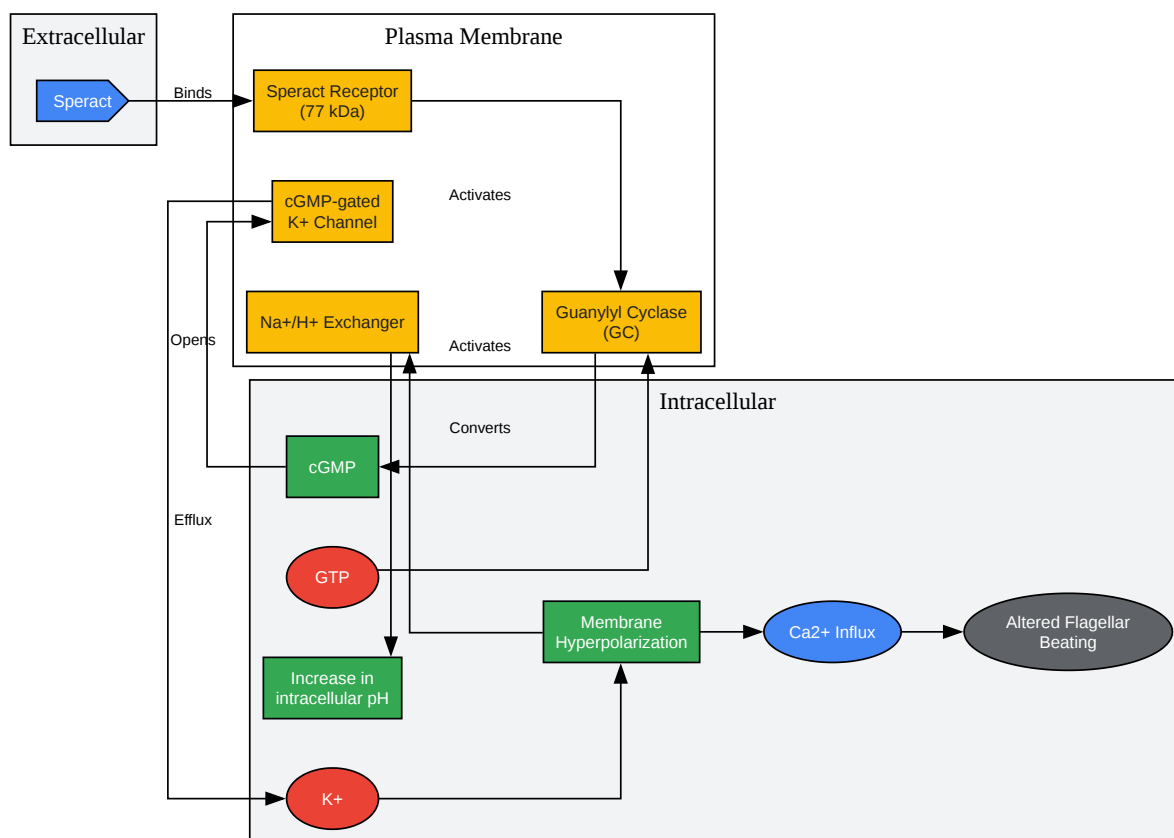 Extracellular
Plasma Membrane
Speract
Binds
Speract Receptor
(77 kDa)
cGMP-gated
K+ Channel
Activates
Na+/H+ Exchanger
Guanylyl Cyclase
(GC)
Opens
Activates
Intracellular
Converts
cGMP
Efflux
GTP
Membrane
Hyperpolarization
Ca2+ Influx
Altered Flagellar
Beating
Increase in
intracellular pH
K+